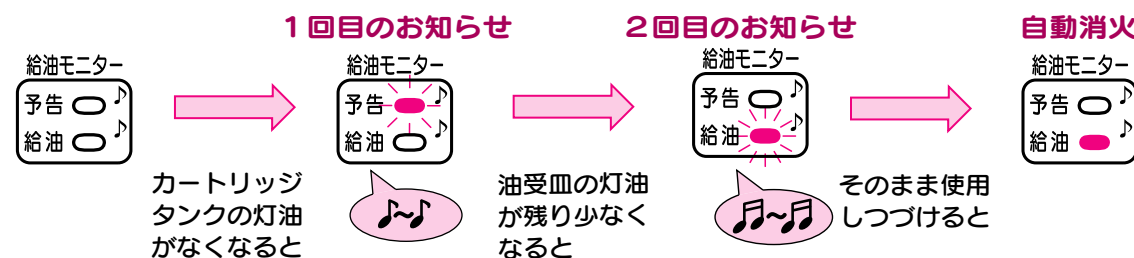 1回目のお知らせ
2回目のお知らせ
自動消火
給油モニター
予告
給油
給油モニター
予告
給油
給油モニター
予告
給油
給油モニター
予告
給油
カートリッジ
タンクの灯油
がなくなると
油受皿の灯油
が残り少なく
なると
そのまま使用
しつづけると